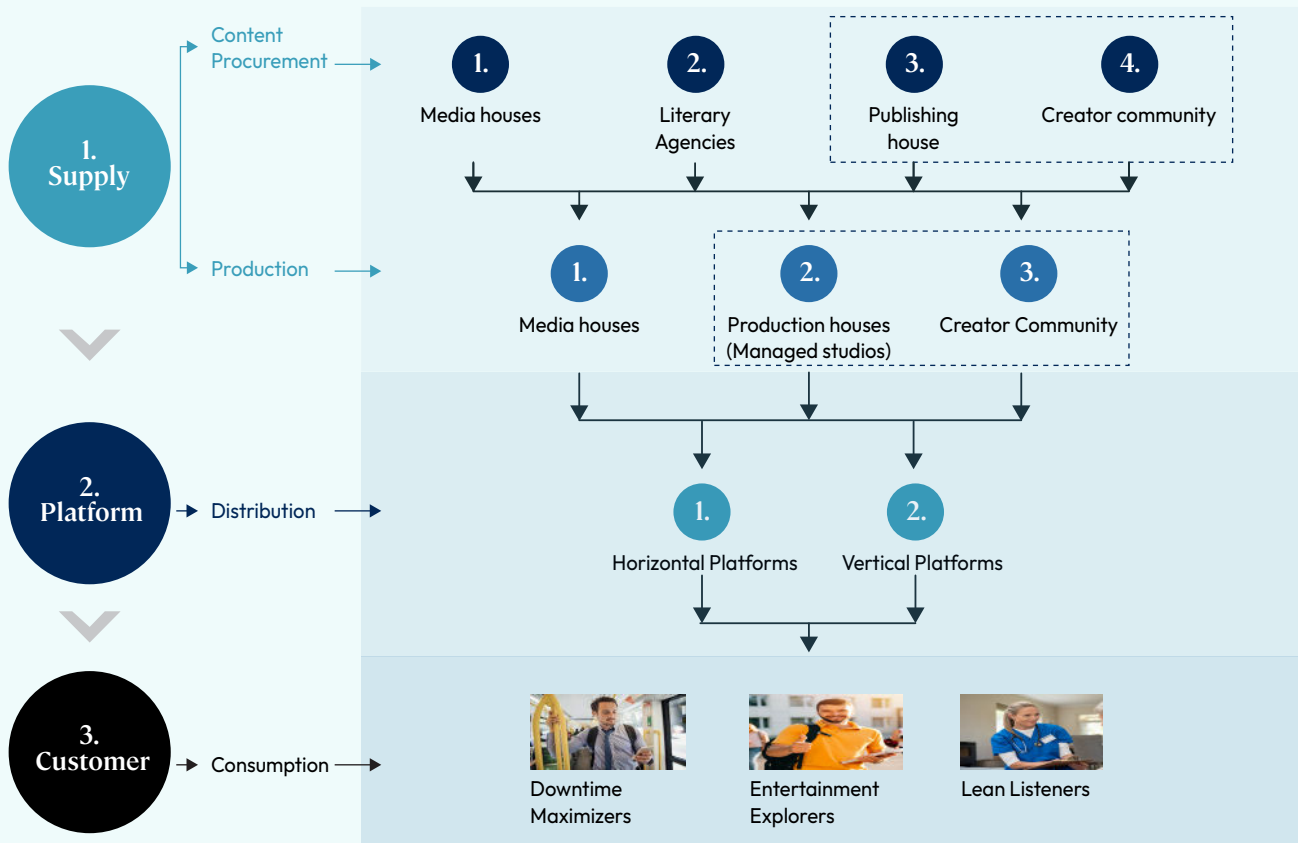 1.
Supply
Content
Procurement
1.
Media houses
2.
Literary
Agencies
3.
Publishing
house
4.
Creator community
Production
1.
Media houses
2.
Production houses
(Managed studios)
3.
Creator Community
2.
Platform
Distribution
1.
Horizontal Platforms
2.
Vertical Platforms
3.
Customer
Consumption
Downtime
Maximizers
Entertainment
Explorers
Lean Listeners